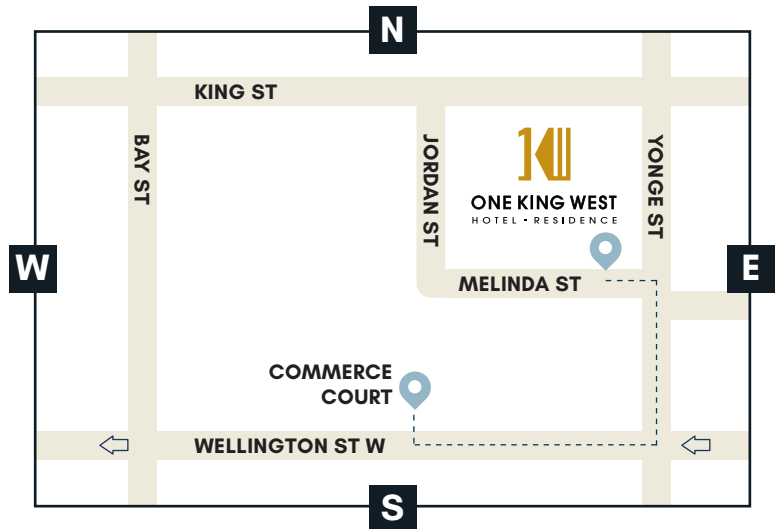 N
KING ST
BAY ST
JORDAN ST
YONGE ST
1KW
ONE KING WEST
HOTEL • RESIDENCE
W
E
MELINDA ST
COMMERCE
COURT
WELLINGTON ST W
S